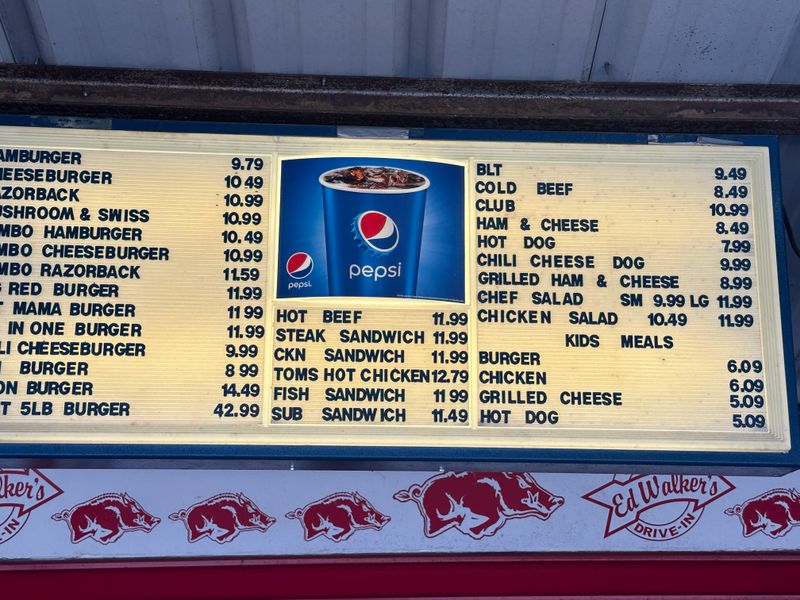 AMBURGER 9.79
HEESEBURGER 10 49
AZORBACK 10.99
USHROOM & SWISS 10.99
MBO HAMBURGER 10.49
MBO CHEESEBURGER 10.99
MBO RAZORBACK 11.59
G RED BURGER 11.99
T MAMA BURGER 11.99
IN ONE BURGER 11.99
LI CHEESEBURGER 9.99
BURGER 8 99
ON BURGER 14.49
T 5LB BURGER 42.99
pepsi
pepsi
HOT BEEF 11.99
STEAK SANDWICH 11.99
CKN SANDWICH 11.99
TOMS HOT CHICKEN 12.79
FISH SANDWICH 11 99
SUB SANDWICH 11.49
BLT 9.49
COLD BEEF 8.49
CLUB 10.99
HAM & CHEESE 8.49
HOT DOG 7.99
CHILI CHEESE DOG 9.99
GRILLED HAM & CHEESE 8.99
CHEF SALAD SM 9.99 LG 11.99
CHICKEN SALAD 10.49 11.99
KIDS MEALS
BURGER 6.09
CHICKEN 6.09
GRILLED CHEESE 5.09
HOT DOG 5.09
lker's
E-IN
Ed Walker's
DRIVE-IN